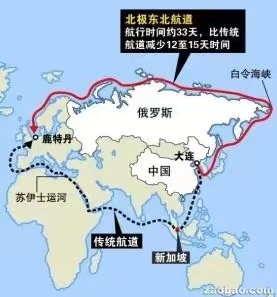 北极东北航道
航行时间约33天，比传统
航道减少12至15天时间
白令海峡
俄罗斯
鹿特丹
大连
中国
苏伊士运河
传统航道
新加坡
zaobao.com